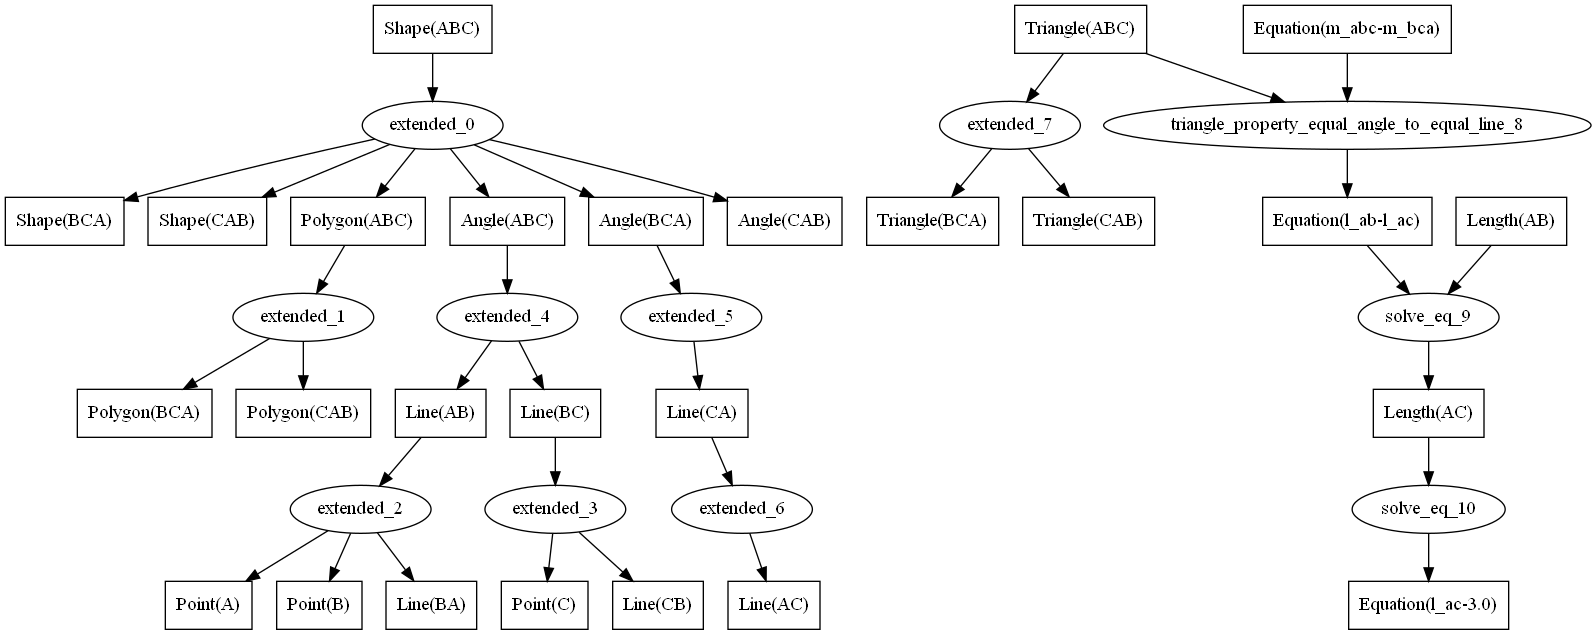 Shape(ABC)
Triangle(ABC)
Equation(m_abc-m_bca)
extended_0
extended_7
triangle_property_equal_angle_to_equal_line_8
Shape(BCA)
Shape(CAB)
Polygon(ABC)
Angle(ABC)
Angle(BCA)
Angle(CAB)
Triangle(BCA)
Triangle(CAB)
Equation(l_ab-l_ac)
Length(AB)
extended_1
extended_4
extended_5
solve_eq_9
Polygon(BCA)
Polygon(CAB)
Line(AB)
Line(BC)
Line(CA)
Length(AC)
extended_2
extended_3
extended_6
solve_eq_10
Point(A)
Point(B)
Line(BA)
Point(C)
Line(CB)
Line(AC)
Equation(l_ac-3.0)